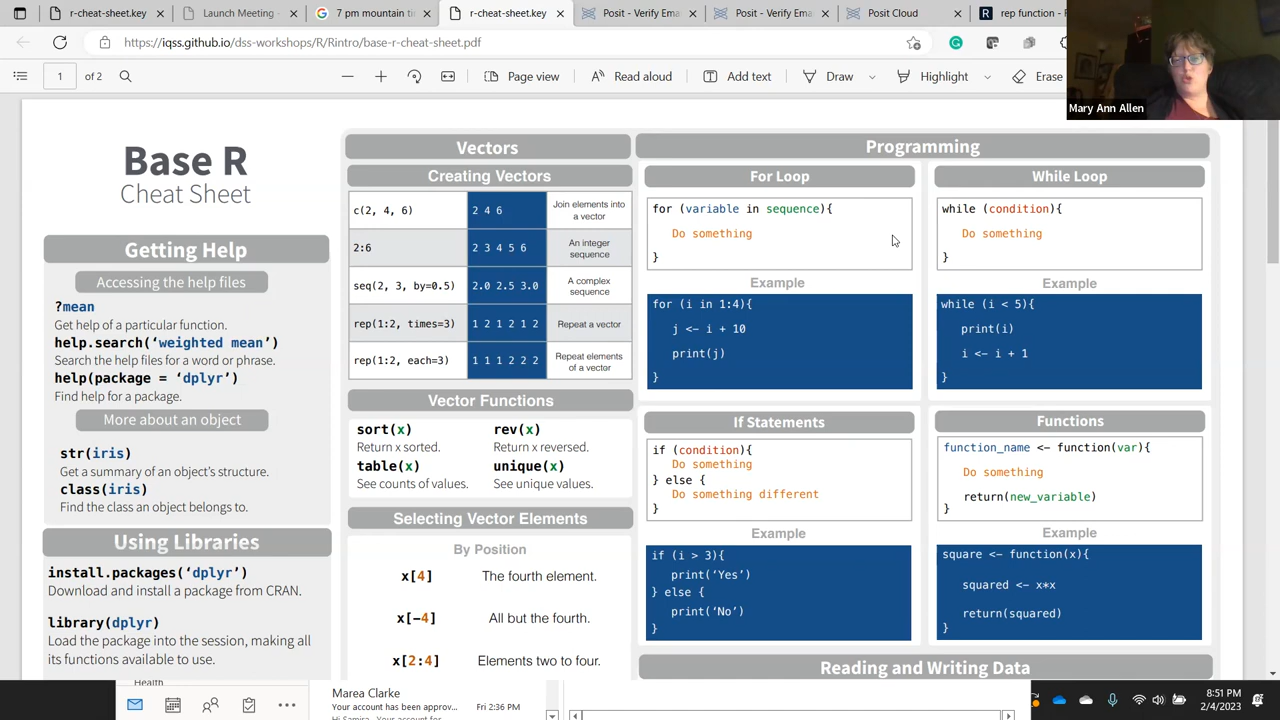 r-cheat-sheet.key
Launch Meeting -
7 pm mountain ti
r-cheat-sheet.key
Posit - Verify Ema
Posit - Verify Ema
Posit Cloud
rep function - F
https://iqss.github.io/dss-workshops/R/Rintro/base-r-cheat-sheet.pdf
1 of 2
Page view
Read aloud
Add text
Draw
Highlight
Erase
Mary Ann Allen
Base R
Cheat Sheet
Getting Help
Accessing the help files
?mean
Get help of a particular function.
help.search(‘weighted mean’)
Search the help files for a word or phrase.
help(package = ‘dplyr’)
Find help for a package.
More about an object
str(iris)
Get a summary of an object’s structure.
class(iris)
Find the class an object belongs to.
Using Libraries
install.packages(‘dplyr’)
Download and install a package from CRAN.
library(dplyr)
Load the package into the session, making all
its functions available to use.
Vectors
Creating Vectors
c(2, 4, 6) 2 4 6 Join elements into
a vector
2:6 2 3 4 5 6 An integer
sequence
seq(2, 3, by=0.5) 2.0 2.5 3.0 A complex
sequence
rep(1:2, times=3) 1 2 1 2 1 2 Repeat a vector
rep(1:2, each=3) 1 1 1 2 2 2 Repeat elements
of a vector
Vector Functions
sort(x) rev(x)
Return x sorted. Return x reversed.
table(x) unique(x)
See counts of values. See unique values.
Selecting Vector Elements
By Position
x[4] The fourth element.
x[-4] All but the fourth.
x[2:4] Elements two to four.
Programming
For Loop
for (variable in sequence){
Do something
}
Example
for (i in 1:4){
j <- i + 10
print(j)
}
While Loop
while (condition){
Do something
}
Example
while (i < 5){
print(i)
i <- i + 1
}
If Statements
if (condition){
Do something
} else {
Do something different
}
Example
if (i > 3){
print(‘Yes’)
} else {
print(‘No’)
}
Functions
function_name <- function(var){
Do something
return(new_variable)
}
Example
square <- function(x){
squared <- x*x
return(squared)
}
Reading and Writing Data
Health
Marea Clarke
Your account has been approv... Fri 2:36 PM
Hi Samira - Your account for
8:51 PM
2/4/2023